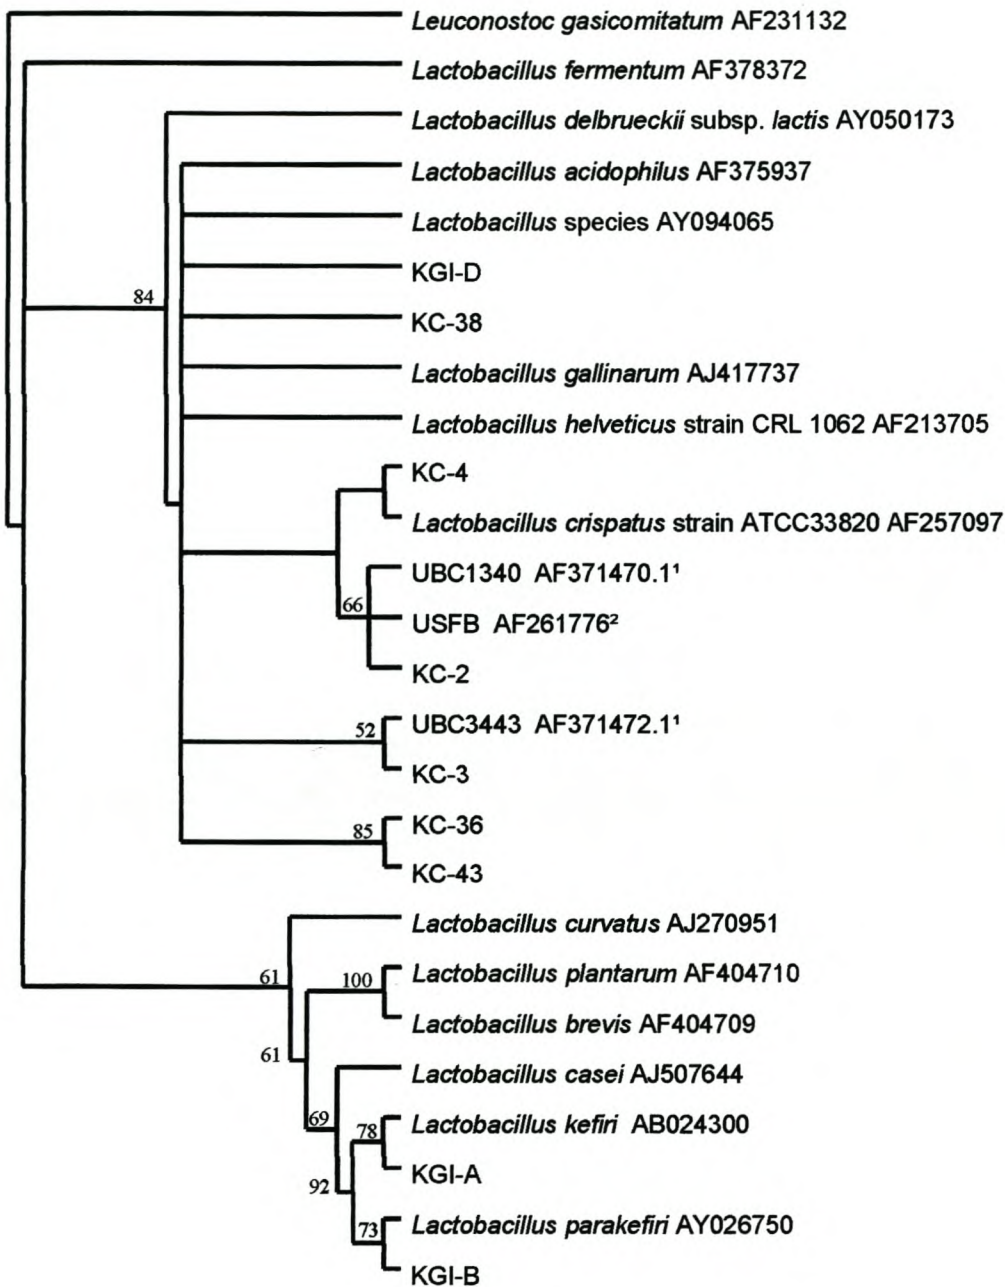 Leuconostoc gasicomitatum AF231132
Lactobacillus fermentum AF378372
Lactobacillus delbrueckii subsp. lactis AY050173
Lactobacillus acidophilus AF375937
Lactobacillus species AY094065
KGI-D
84
KC-38
Lactobacillus gallinarum AJ417737
Lactobacillus helveticus strain CRL 1062 AF213705
KC-4
Lactobacillus crispatus strain ATCC33820 AF257097
UBC1340 AF371470.1¹
66
USFB AF261776²
KC-2
UBC3443 AF371472.1¹
52
KC-3
KC-36
85
KC-43
Lactobacillus curvatus AJ270951
61
100
Lactobacillus plantarum AF404710
Lactobacillus brevis AF404709
61
Lactobacillus casei AJ507644
69
78
Lactobacillus kefiri AB024300
KGI-A
92
Lactobacillus parakefiri AY026750
73
KGI-B